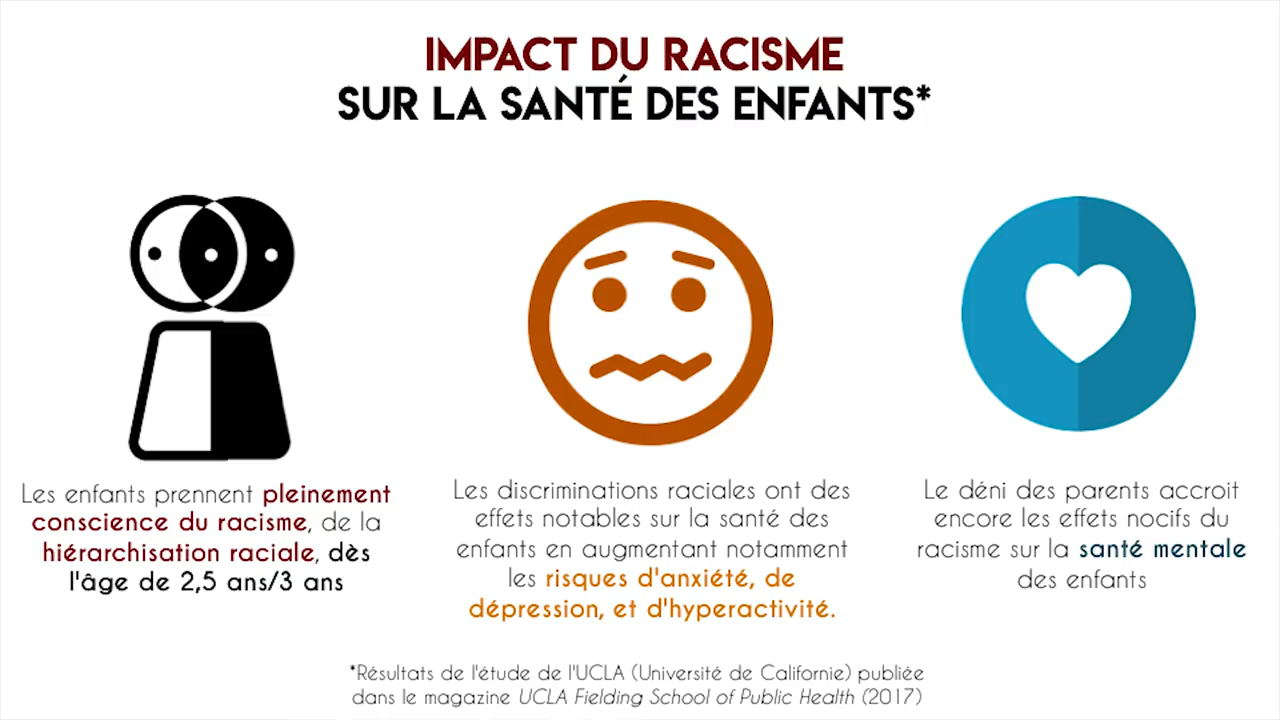 IMPACT DU RACISME
SUR LA SANTÉ DES ENFANTS*
Les enfants prennent pleinement
conscience du racisme, de la
hiérarchisation raciale, dès
l'âge de 2,5 ans/3 ans
Les discriminations raciales ont des
effets notables sur la santé des
enfants en augmentant notamment
les risques d'anxiété, de
dépression, et d'hyperactivité.
Le déni des parents accroit
encore les effets nocifs du
racisme sur la santé mentale
des enfants
*Résultats de l'étude de l'UCLA (Université de Californie) publiée
dans le magazine UCLA Fielding School of Public Health (2017)